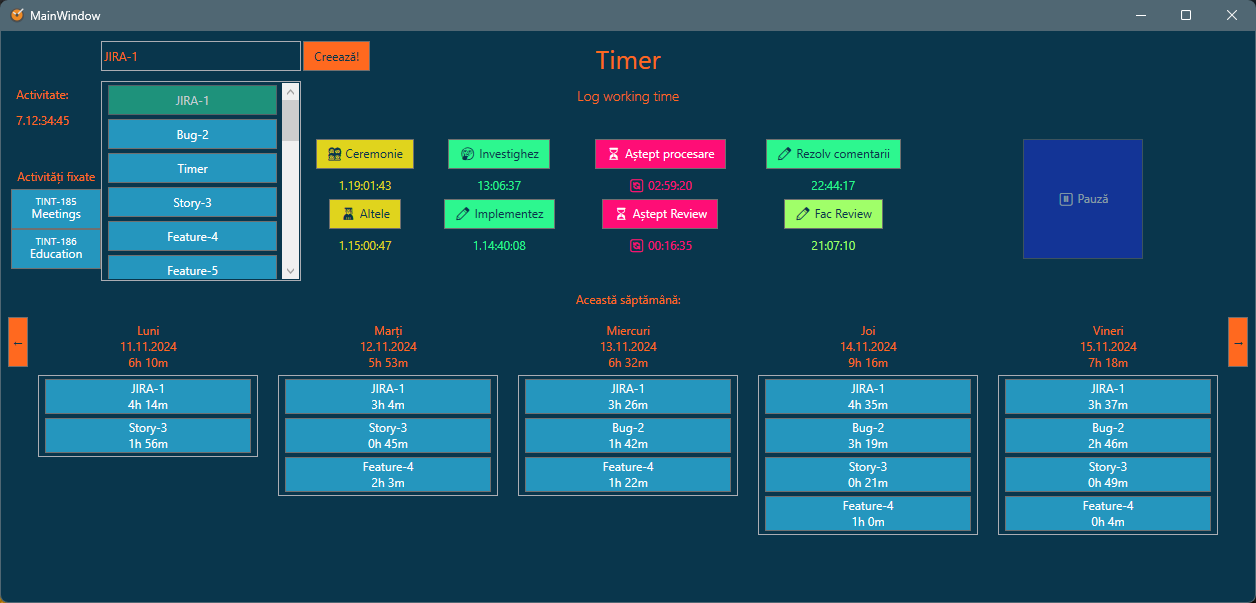 MainWindow
JIRA-1
Creează!
Timer
Log working time
Activitate:
7.12:34:45
Activități fixate
TINT-185
Meetings
TINT-186
Education
JIRA-1
Bug-2
Timer
Story-3
Feature-4
Feature-5
Ceremonie
1.19:01:43
Altele
1.15:00:47
Investighez
13:06:37
Implementez
1.14:40:08
Aștept procesare
02:59:20
Aștept Review
00:16:35
Rezolv comentarii
22:44:17
Fac Review
21:07:10
Pauză
Această săptămână:
←
→
Luni
11.11.2024
6h 10m
JIRA-1
4h 14m
Story-3
1h 56m
Marți
12.11.2024
5h 53m
JIRA-1
3h 4m
Story-3
0h 45m
Feature-4
2h 3m
Miercuri
13.11.2024
6h 32m
JIRA-1
3h 26m
Bug-2
1h 42m
Feature-4
1h 22m
Joi
14.11.2024
9h 16m
JIRA-1
4h 35m
Bug-2
3h 19m
Story-3
0h 21m
Feature-4
1h 0m
Vineri
15.11.2024
7h 18m
JIRA-1
3h 37m
Bug-2
2h 46m
Story-3
0h 49m
Feature-4
0h 4m